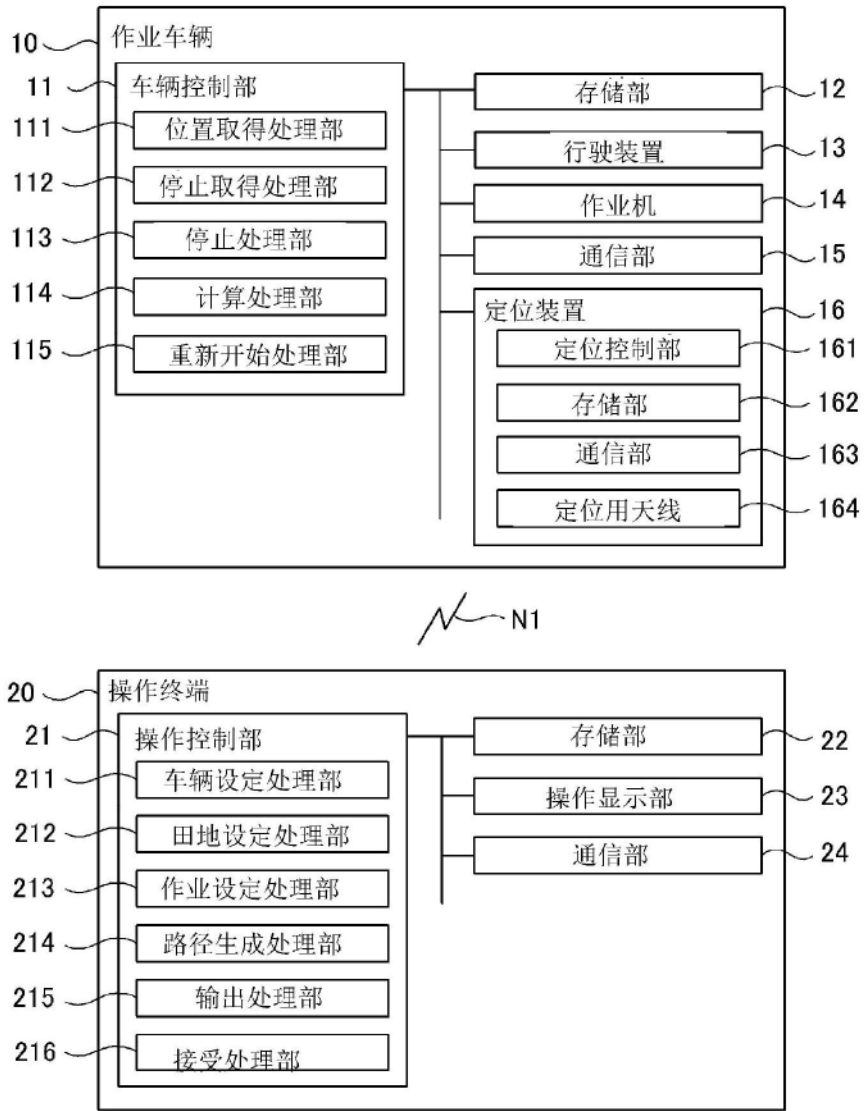 10 作业车辆
11 车辆控制部
111 位置取得处理部
112 停止取得处理部
113 停止处理部
114 计算处理部
115 重新开始处理部
存储部 12
行驶装置 13
作业机 14
通信部 15
定位装置 16
定位控制部 161
存储部 162
通信部 163
定位用天线 164
N1
20 操作终端
21 操作控制部
211 车辆设定处理部
212 田地设定处理部
213 作业设定处理部
214 路径生成处理部
215 输出处理部
216 接受处理部
存储部 22
操作显示部 23
通信部 24